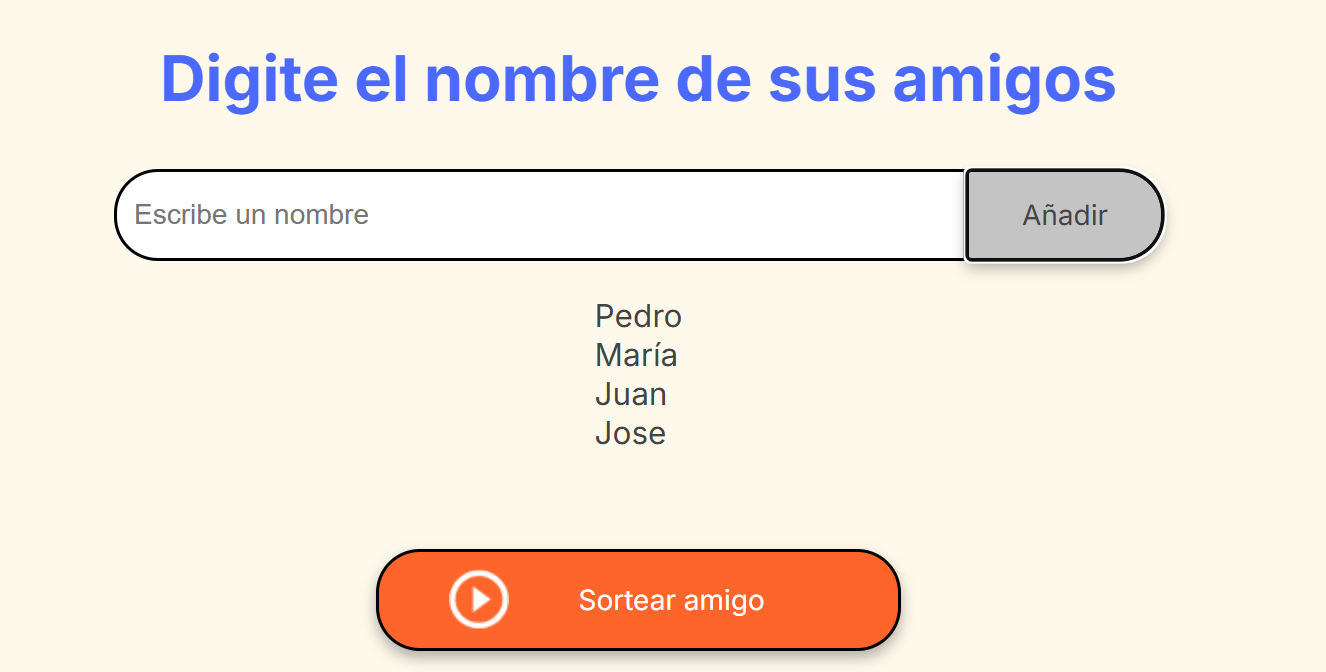 Digite el nombre de sus amigos
Escribe un nombre
Añadir
Pedro
María
Juan
Jose
Sortear amigo